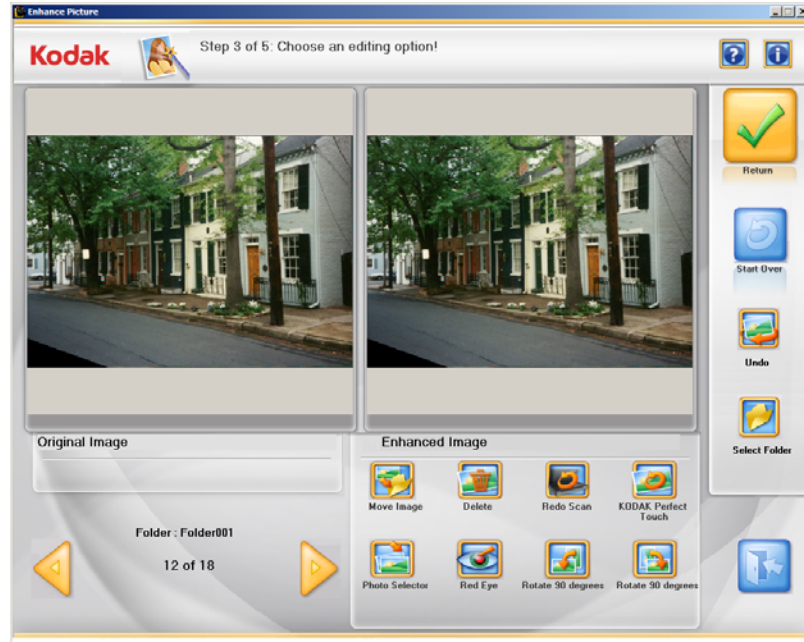 Enhance Picture
Kodak
Step 3 of 5: Choose an editing option!
Return
Start Over
Undo
Select Folder
Original Image
Enhanced Image
Move Image
Delete
Redo Scan
KODAK Perfect
Touch
Folder : Folder001
12 of 18
Photo Selector
Red Eye
Rotate 90 degrees
Rotate 90 degrees